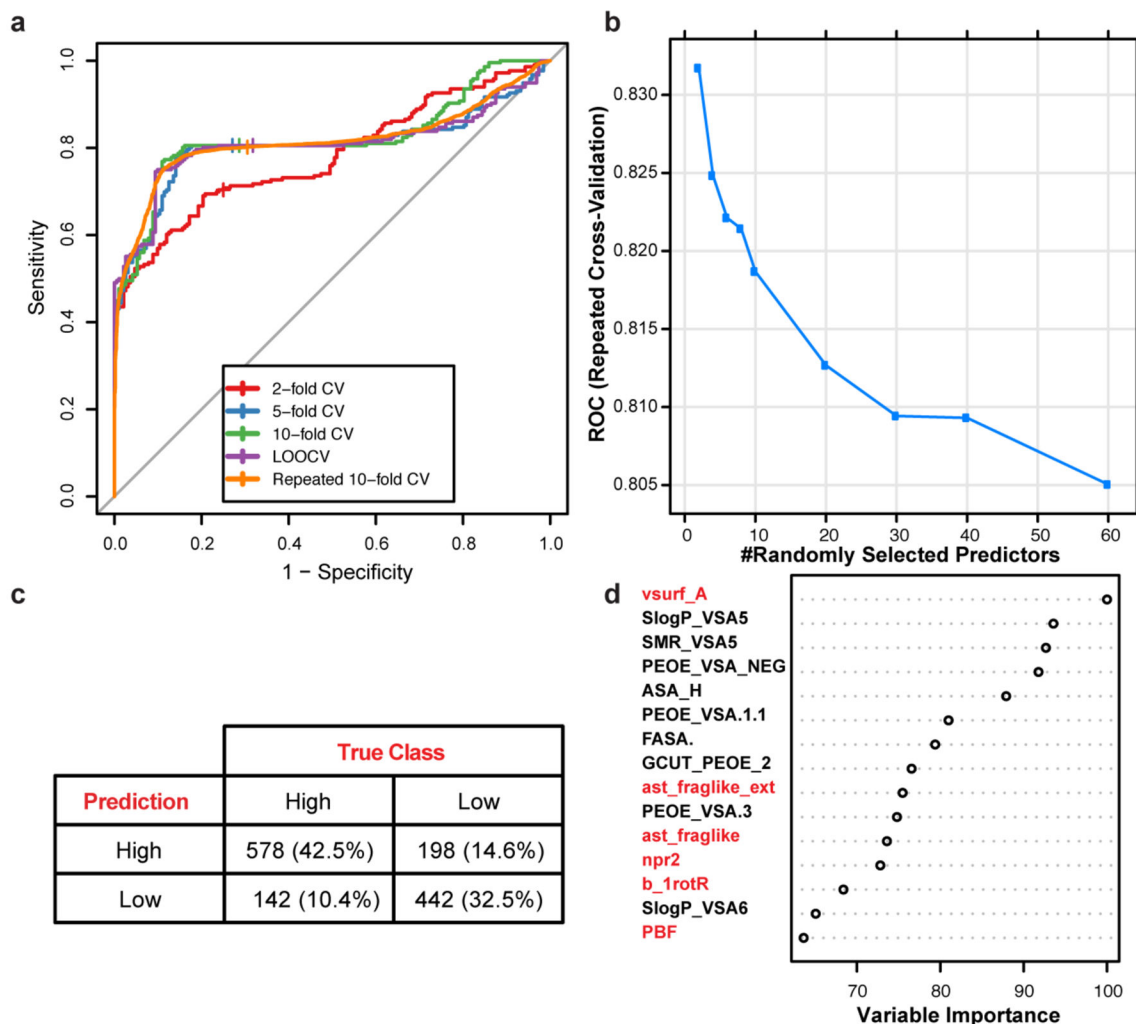 a
Sensitivity
1.0
0.8
0.6
0.4
0.2
0.0
2-fold CV
5-fold CV
10-fold CV
LOOCV
Repeated 10-fold CV
0.0 0.2 0.4 0.6 0.8 1.0
1 - Specificity
b
ROC (Repeated Cross-Validation)
0.830
0.825
0.820
0.815
0.810
0.805
0 10 20 30 40 50 60
#Randomly Selected Predictors
c
True Class
Prediction High Low
High 578 (42.5%) 198 (14.6%)
Low 142 (10.4%) 442 (32.5%)
d
vsurf_A
SlogP_VSA5
SMR_VSA5
PEOE_VSA_NEG
ASA_H
PEOE_VSA.1.1
FASA.
GCUT_PEOE_2
ast_fraglike_ext
PEOE_VSA.3
ast_fraglike
npr2
b_1rotR
SlogP_VSA6
PBF
70 80 90 100
Variable Importance